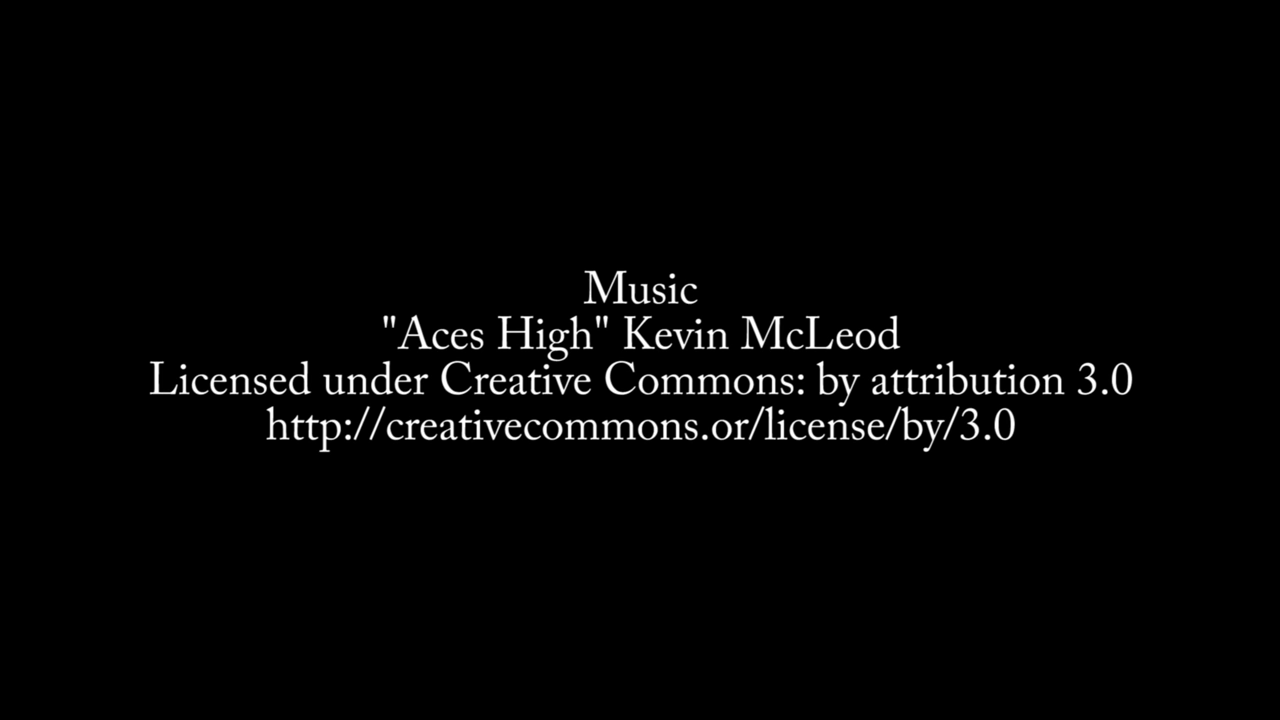 Music
"Aces High" Kevin McLeod
Licensed under Creative Commons: by attribution 3.0
http://creativecommons.or/license/by/3.0